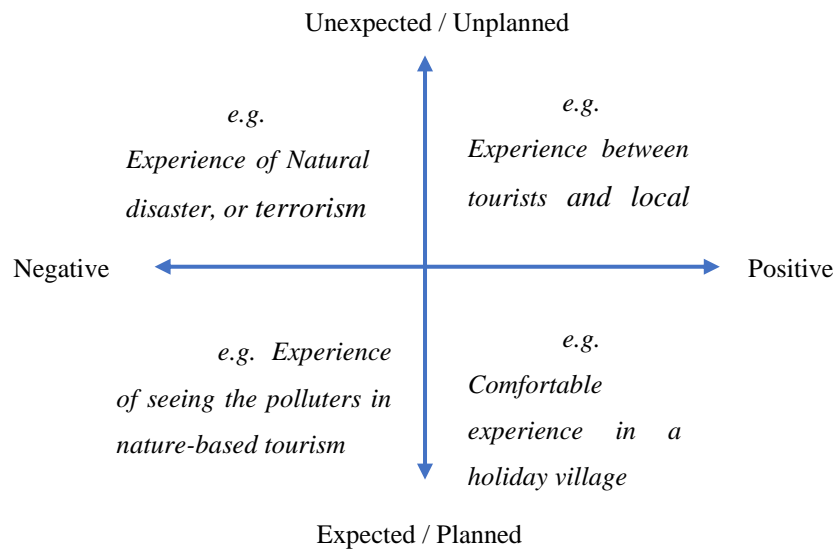 Unexpected / Unplanned
e.g.
Experience of Natural
disaster, or terrorism
e.g.
Experience between
tourists and local
Negative
Positive
e.g. Experience
of seeing the polluters in
nature-based tourism
e.g.
Comfortable
experience in a
holiday village
Expected / Planned